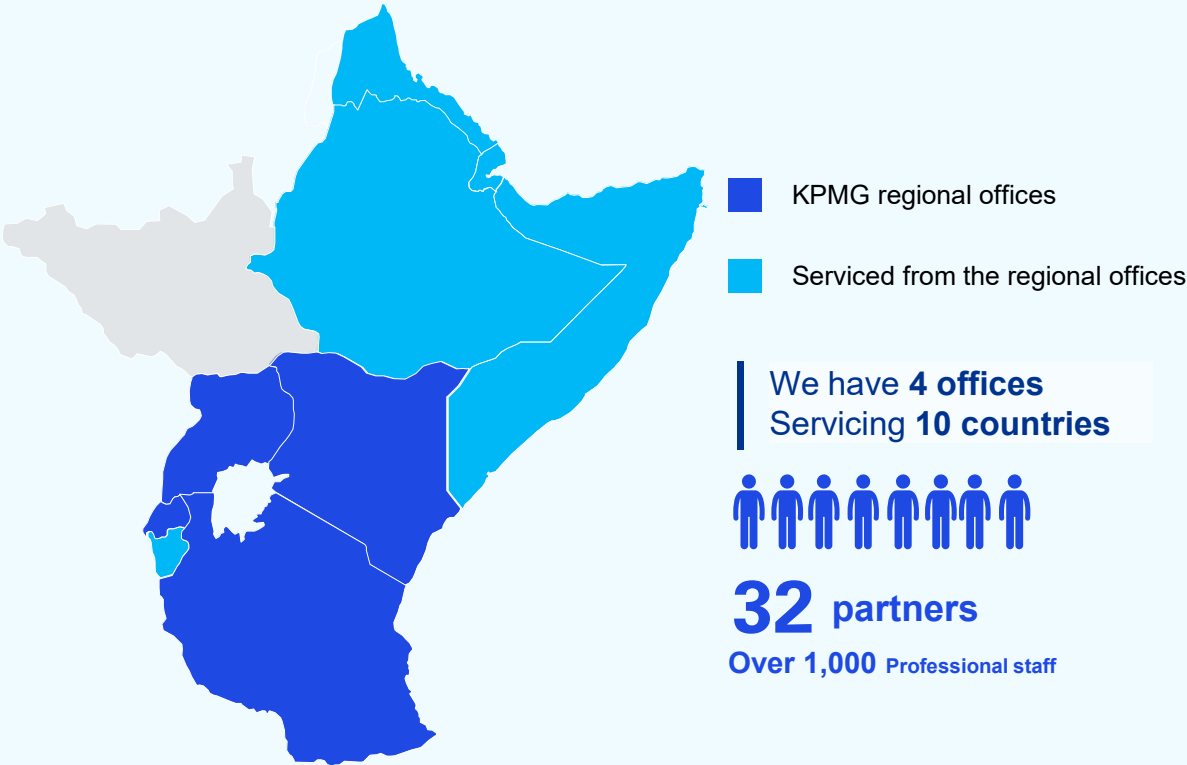 KPMG regional offices
Serviced from the regional offices
We have 4 offices
Servicing 10 countries
32 partners
Over 1,000 Professional staff